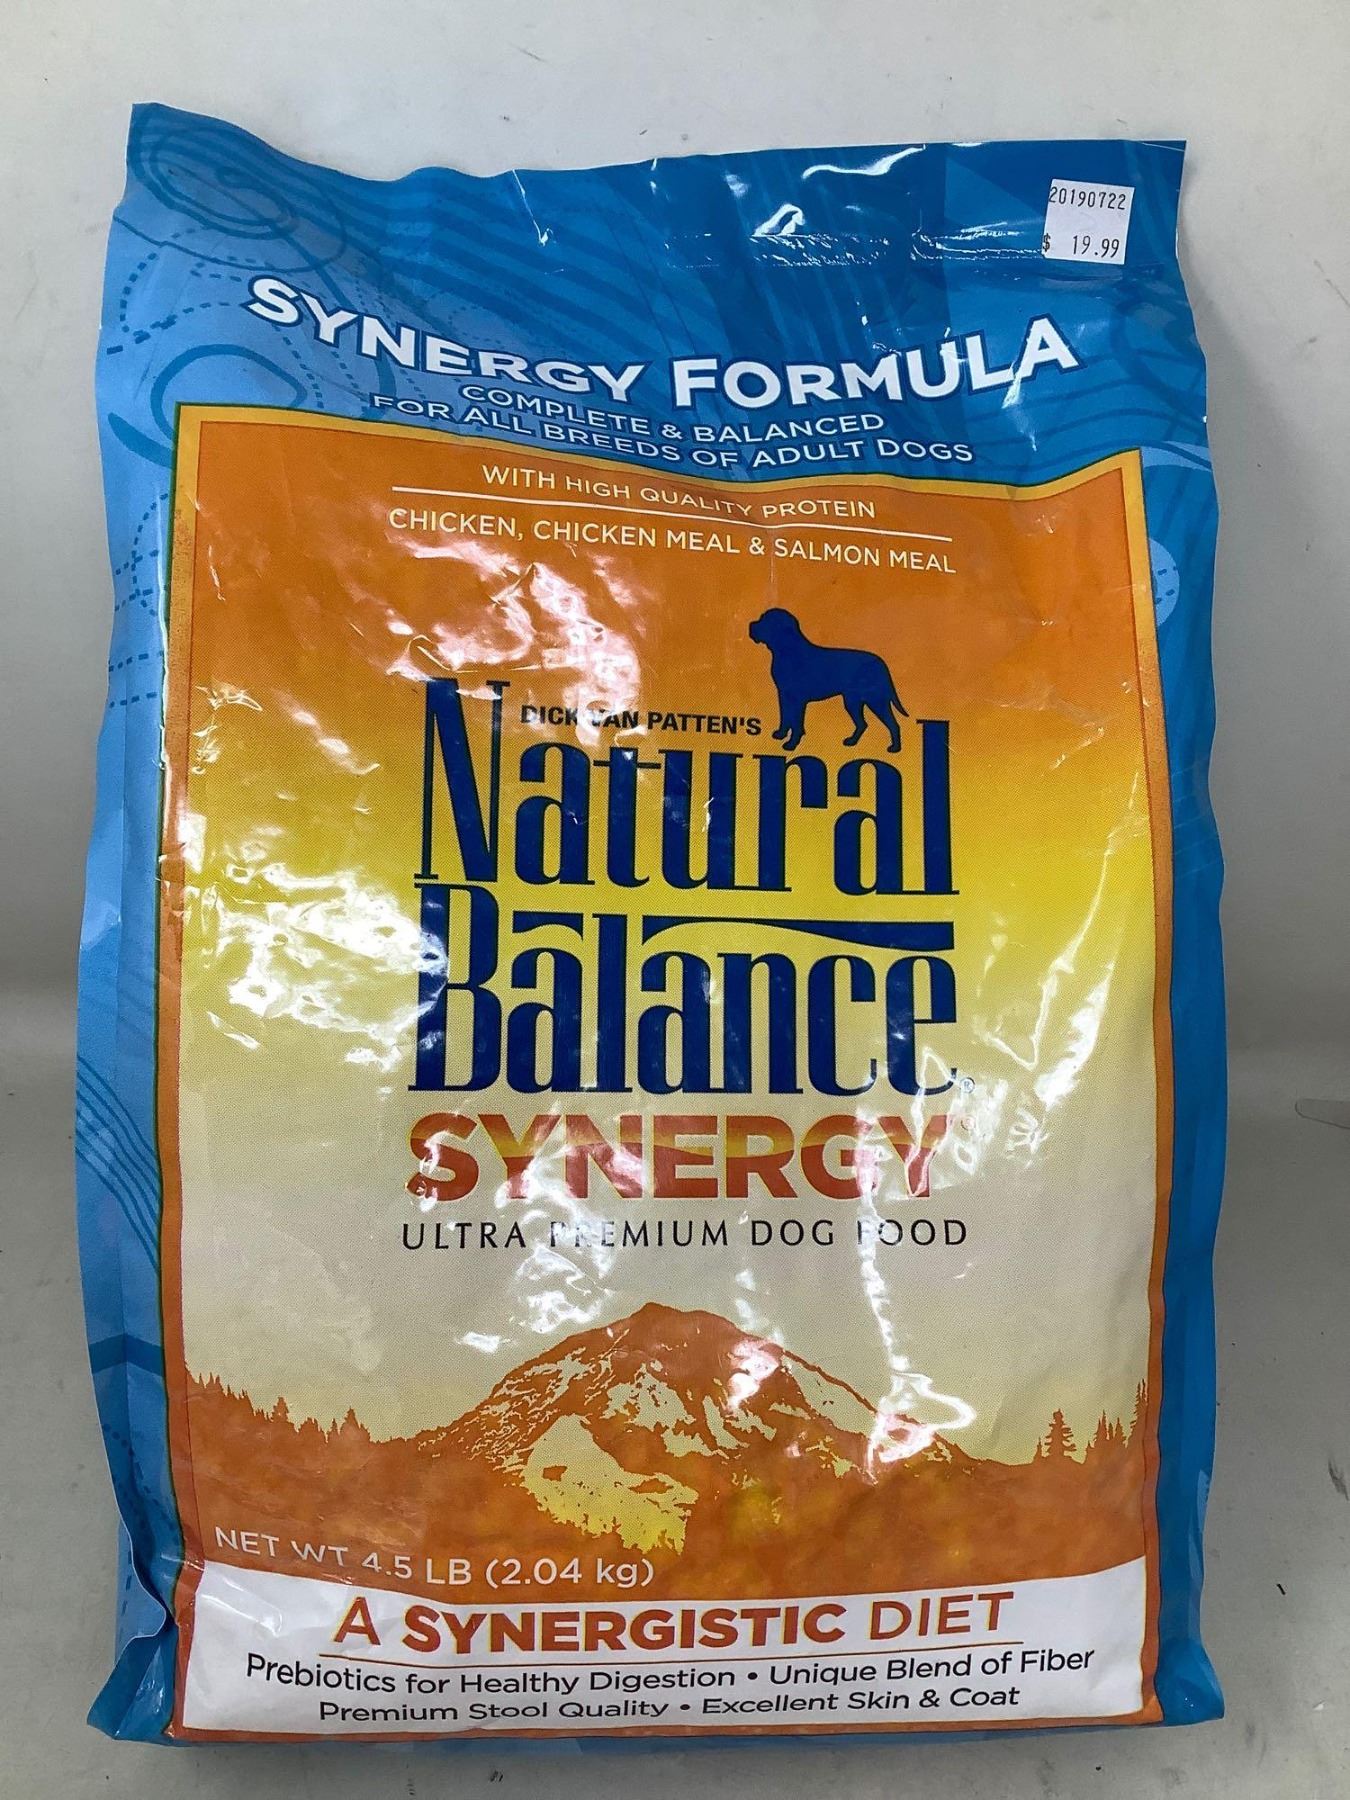 20190722
$ 19.99
SYNERGY FORMULA
COMPLETE & BALANCED
FOR ALL BREEDS OF ADULT DOGS
WITH HIGH QUALITY PROTEIN
CHICKEN, CHICKEN MEAL & SALMON MEAL
DICK VAN PATTEN'S
Natural
Balance®
SYNERGY®
ULTRA PREMIUM DOG FOOD
NET WT 4.5 LB (2.04 kg)
A SYNERGISTIC DIET
Prebiotics for Healthy Digestion • Unique Blend of Fiber
Premium Stool Quality • Excellent Skin & Coat